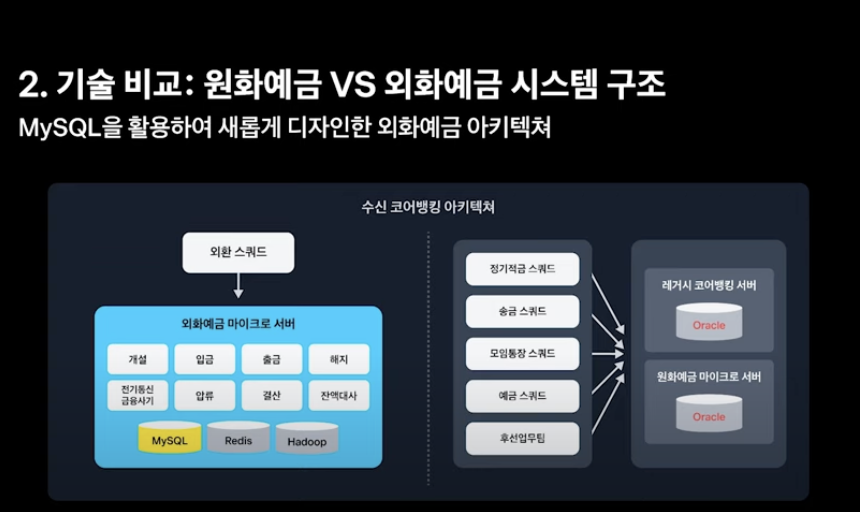 2. 기술 비교: 원화예금 VS 외화예금 시스템 구조
MySQL을 활용하여 새롭게 디자인한 외화예금 아키텍쳐
수신 코어뱅킹 아키텍쳐
외환 스쿼드
외화예금 마이크로 서버
개설
입금
출금
해지
전기통신
금융사기
압류
결산
잔액대사
MySQL
Redis
Hadoop
정기적금 스쿼드
송금 스쿼드
모임통장 스쿼드
예금 스쿼드
후선업무팀
레거시 코어뱅킹 서버
Oracle
원화예금 마이크로 서버
Oracle